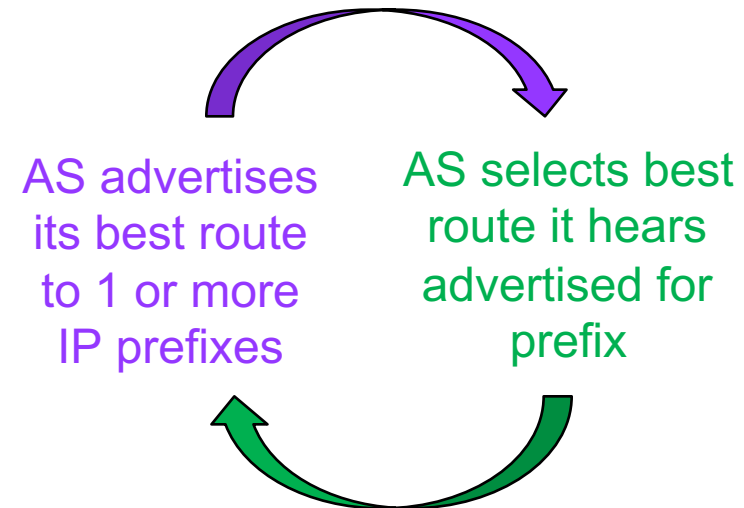 AS advertises
its best route
to 1 or more
IP prefixes
AS selects best
route it hears
advertised for
prefix